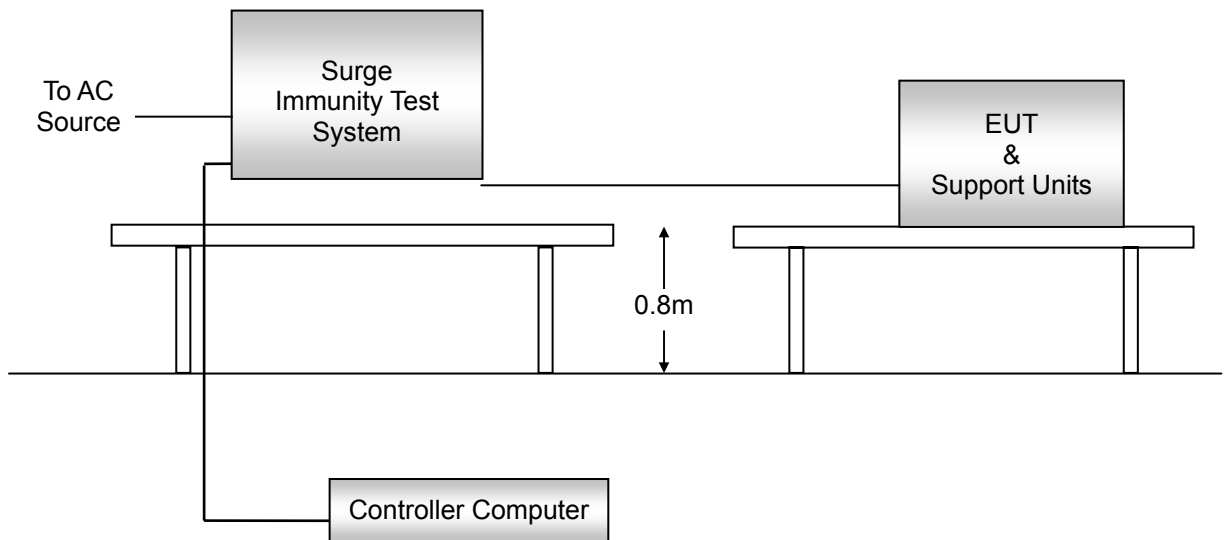 Surge
Immunity Test
System
To AC
Source
EUT
&
Support Units
0.8m
Controller Computer